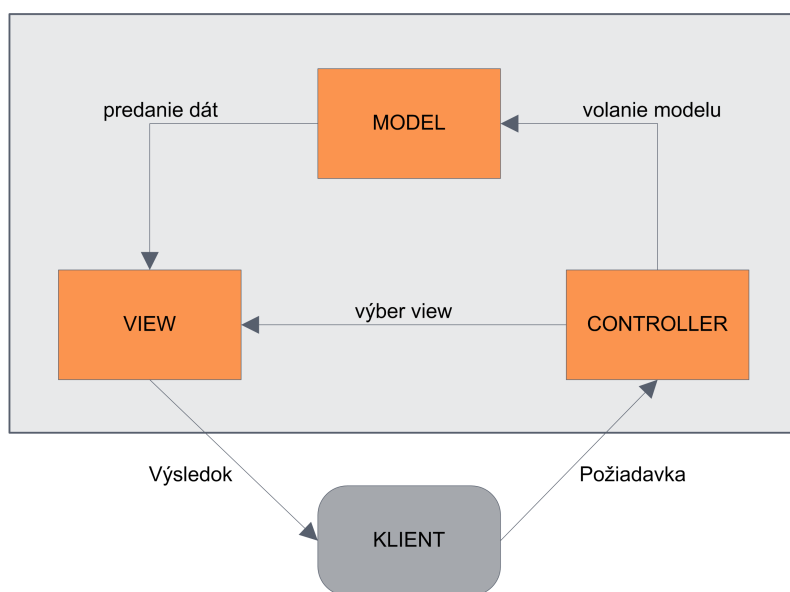 predanie dát
MODEL
volanie modelu
VIEW
výber view
CONTROLLER
Výsledok
Požiadavka
KLIENT